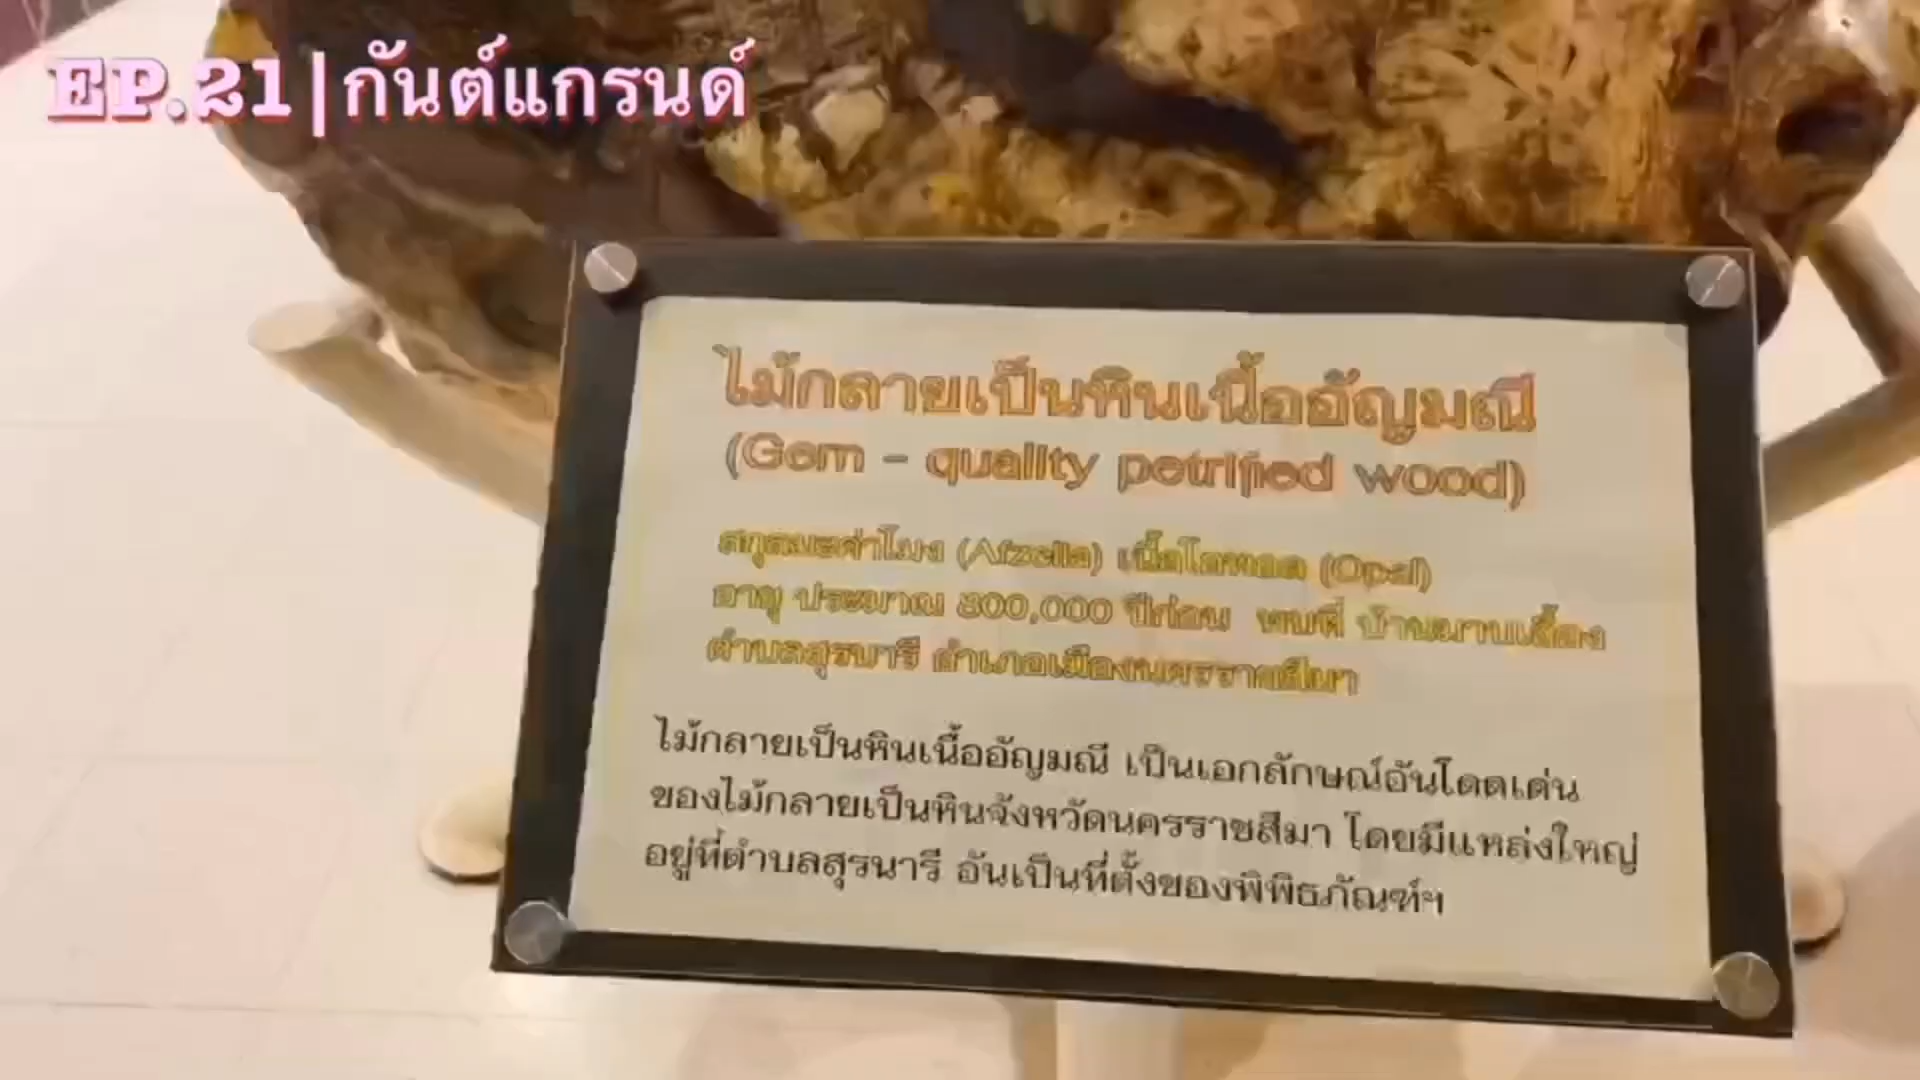 EP.21|กันต์แกรนด์
ไม้กลายเป็นหินเนื้ออัญมณี
(Gem - quality petrified wood)
สกุลมะค่าโมง (Afzelia) เนื้อโอพอล (Opal)
อายุ ประมาณ 800,000 ปีก่อน พบที่ บ้านมาบเอื้อง
ตำบลสุรนารี อำเภอเมืองนครราชสีมา
ไม้กลายเป็นหินเนื้ออัญมณี เป็นเอกลักษณ์อันโดดเด่น
ของไม้กลายเป็นหินจังหวัดนครราชสีมา โดยมีแหล่งใหญ่
อยู่ที่ตำบลสุรนารี อันเป็นที่ตั้งของพิพิธภัณฑ์ฯ